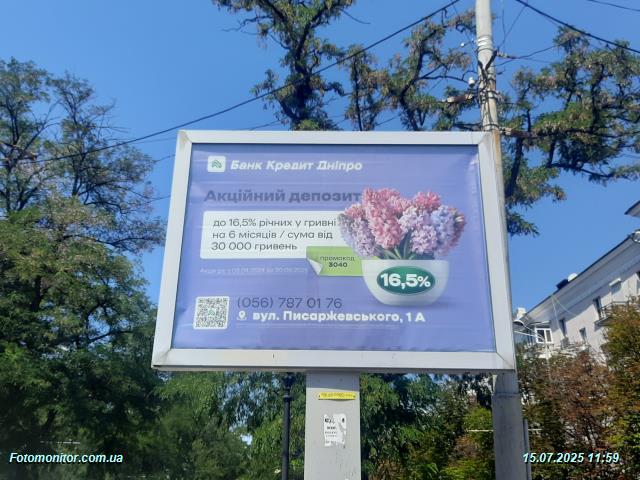 Банк Кредит Дніпро
Акційний депозит
до 16,5% річних у гривні
на 6 місяців / сума від
30 000 гривень
промокод
3040
16,5%
(056) 787 01 76
вул. Писаржевського, 1 А
Fotomonitor.com.ua
15.07.2025 11:59